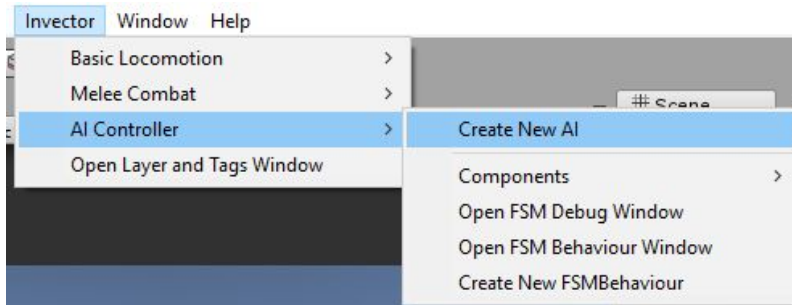 Invector Window Help
Basic Locomotion
Melee Combat
# Scene
AI Controller
Create New AI
Open Layer and Tags Window
Components
Open FSM Debug Window
Open FSM Behaviour Window
Create New FSMBehaviour